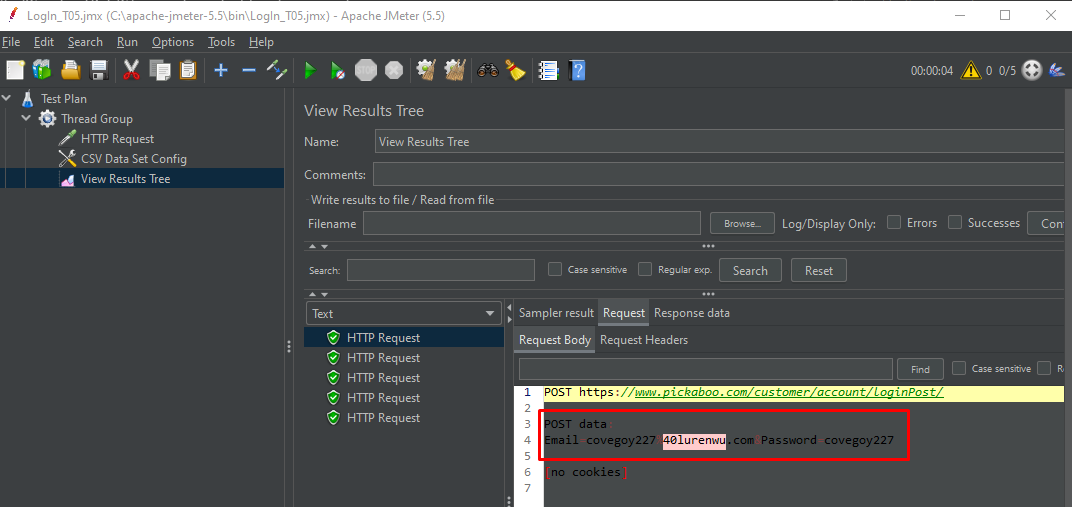 LogIn_T05.jmx (C:\apache-jmeter-5.5\bin\LogIn_T05.jmx) - Apache JMeter (5.5)
File Edit Search Run Options Tools Help
00:00:04 0 0/5
Test Plan
Thread Group
HTTP Request
CSV Data Set Config
View Results Tree
View Results Tree
Name: View Results Tree
Comments:
Write results to file / Read from file
Filename Browse... Log/Display Only: Errors Successes Con
Search: Case sensitive Regular exp. Search Reset
Text
HTTP Request
HTTP Request
HTTP Request
HTTP Request
HTTP Request
Sampler result Request Response data
Request Body Request Headers
Find Case sensitive R
1 POST https://www.pickaboo.com/customer/account/loginPost/
2
3 POST data
4 Email covegoy227 40lurenwu.com Password covegoy227
5
6 [no cookies]
7